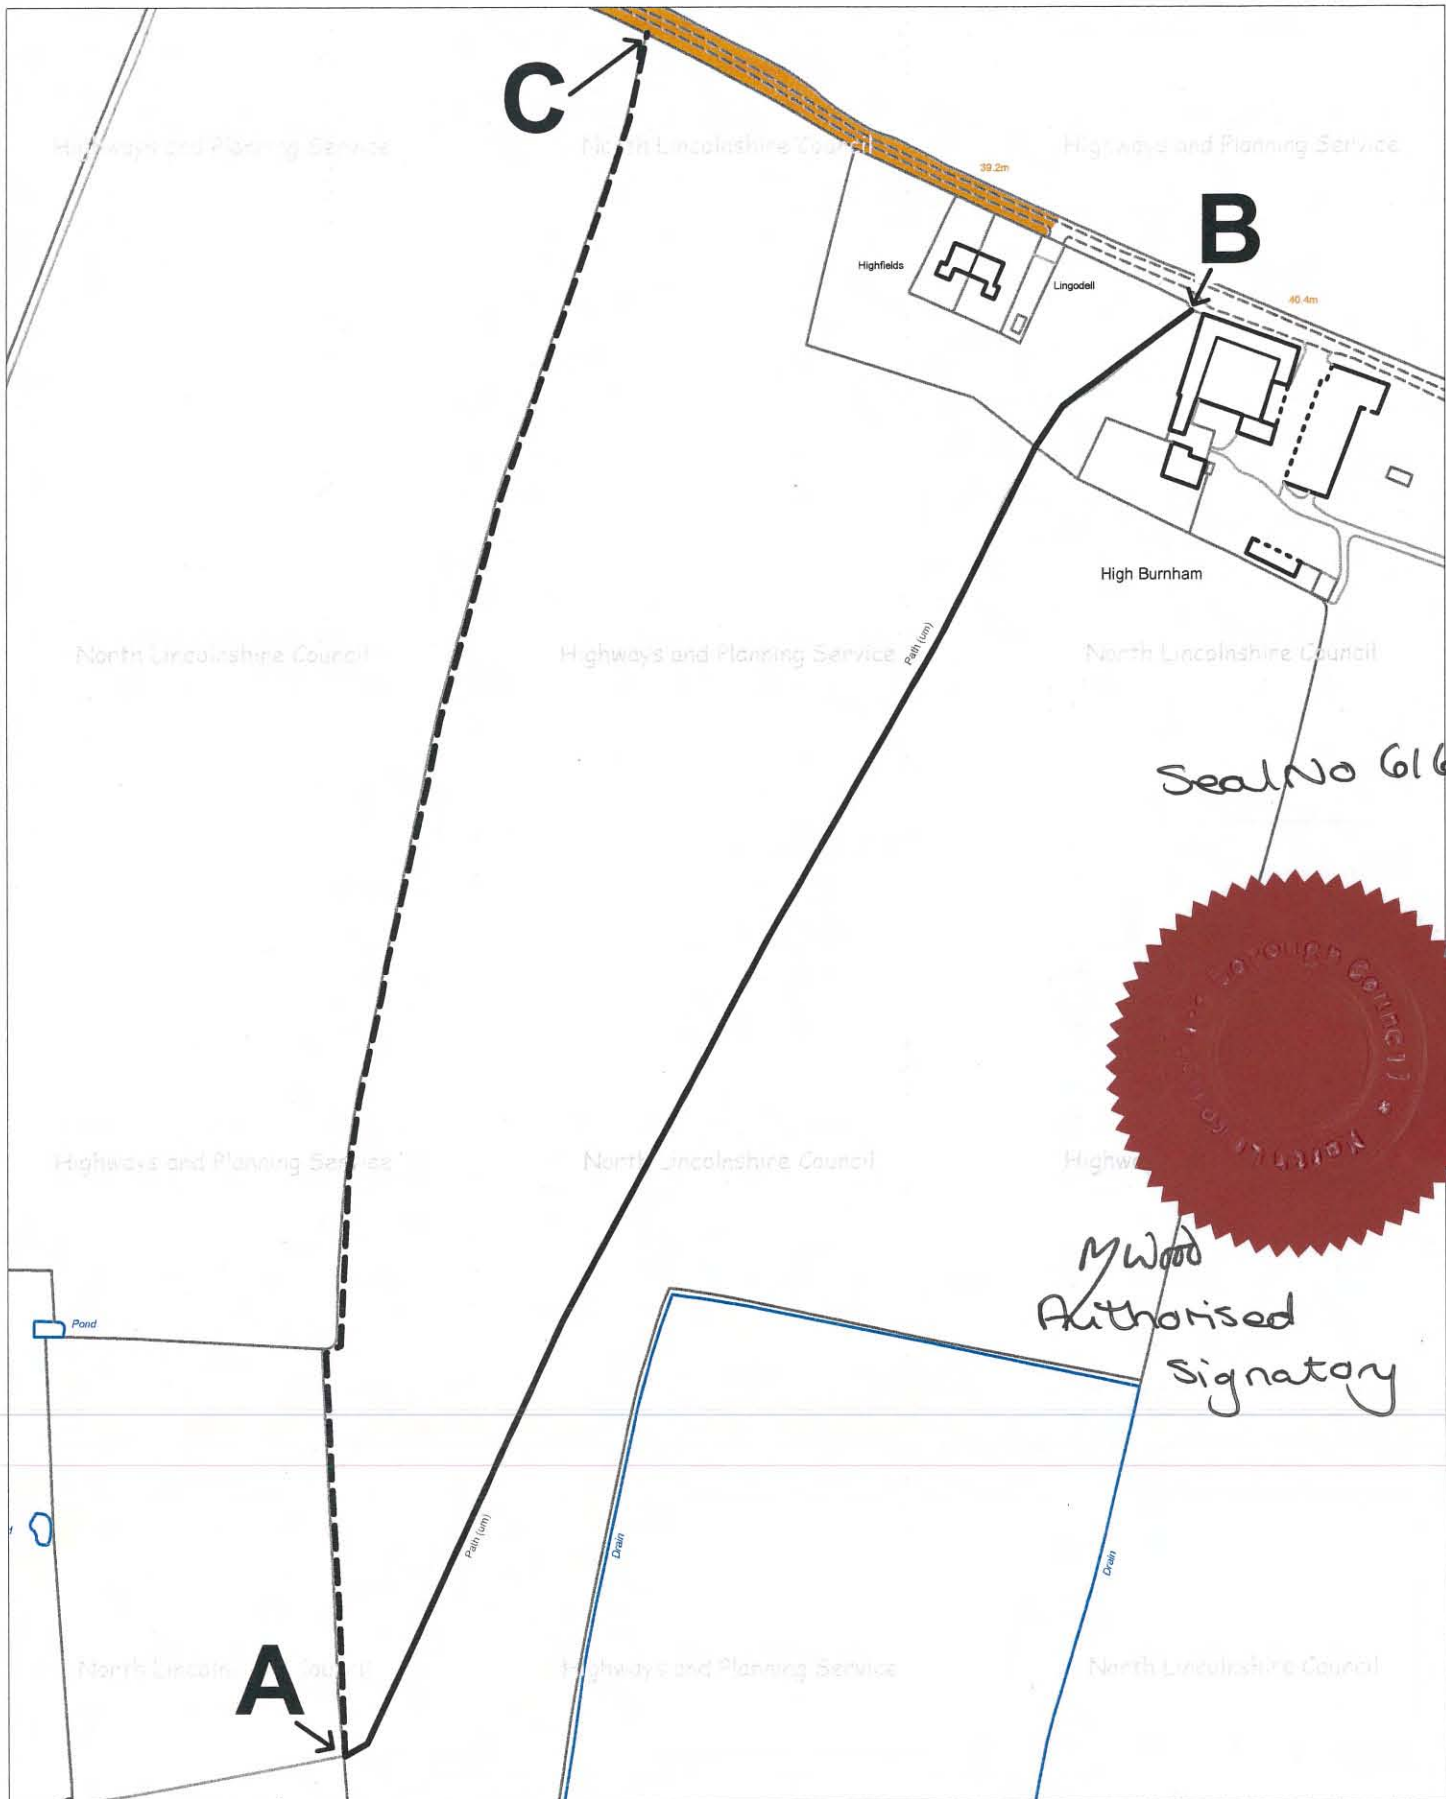 C
Highways and Planning Service
North Lincolnshire Council
Highways and Planning Service
39.2m
B
Highfields
Lingodell
40.4m
High Burnham
Path (um)
North Lincolnshire Council
Highways and Planning Service
North Lincolnshire Council
Seal No 616
Borough Council
North
Highways and Planning Service
North Lincolnshire Council
M Wood
Authorised
Signatory
Pond
Path (um)
Drain
Drain
A
Highways and Planning Service
North Lincolnshire Council